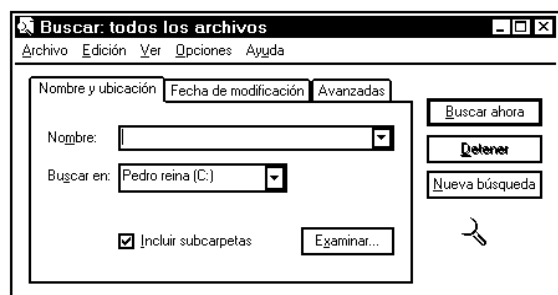 Buscar: todos los archivos
Archivo Edición Ver Opciones Ayuda
Nombre y ubicación Fecha de modificación Avanzadas
Buscar ahora
Nombre:
Detener
Buscar en: Pedro reina (C:)
Nueva búsqueda
Incluir subcarpetas Examinar...